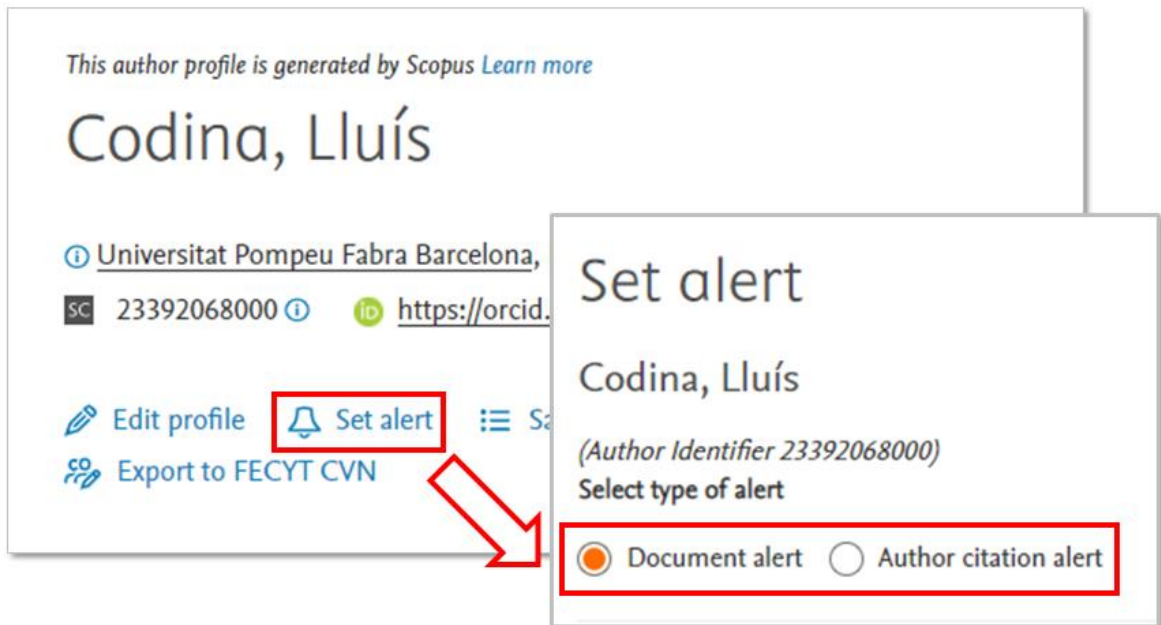 This author profile is generated by Scopus Learn more
Codina, Lluís
Universitat Pompeu Fabra Barcelona,
SC 23392068000 iD https://orcid.
Edit profile Set alert
Export to FECYT CVN
Set alert
Codina, Lluís
(Author Identifier 23392068000)
Select type of alert
Document alert Author citation alert